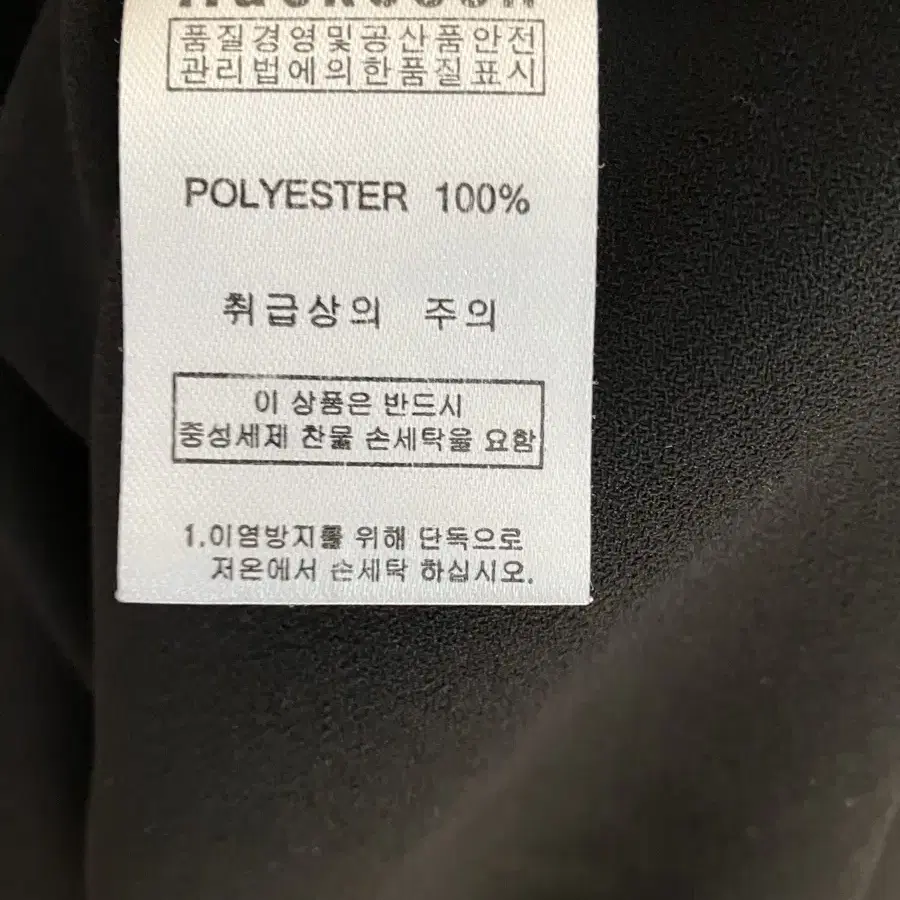 품질경영및공산품안전
관리법에의한품질표시
POLYESTER 100%
취급상의 주의
이 상품은 반드시
중성세제 찬물 손세탁을 요함
1.이염방지를 위해 단독으로
저온에서 손세탁 하십시오.